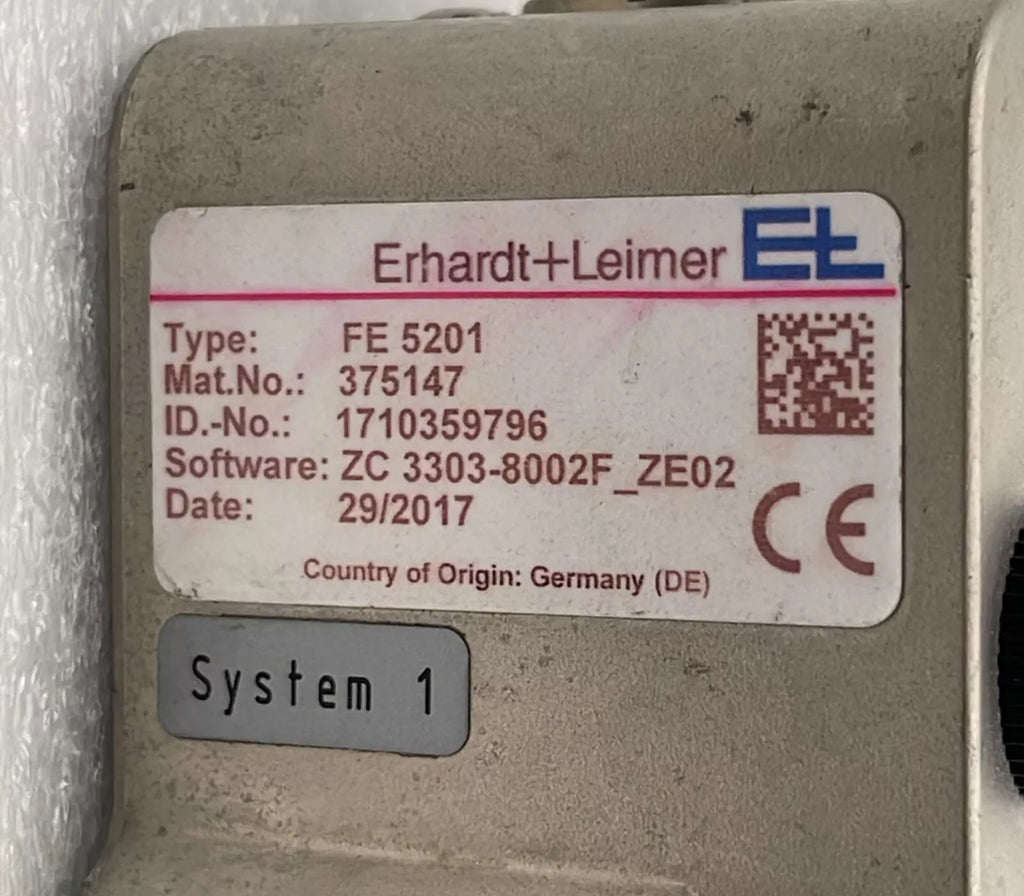 Erhardt+Leimer E+L
Type: FE 5201
Mat.No.: 375147
ID.-No.: 1710359796
Software: ZC 3303-8002F_ZE02
Date: 29/2017
CE
Country of Origin: Germany (DE)
System 1